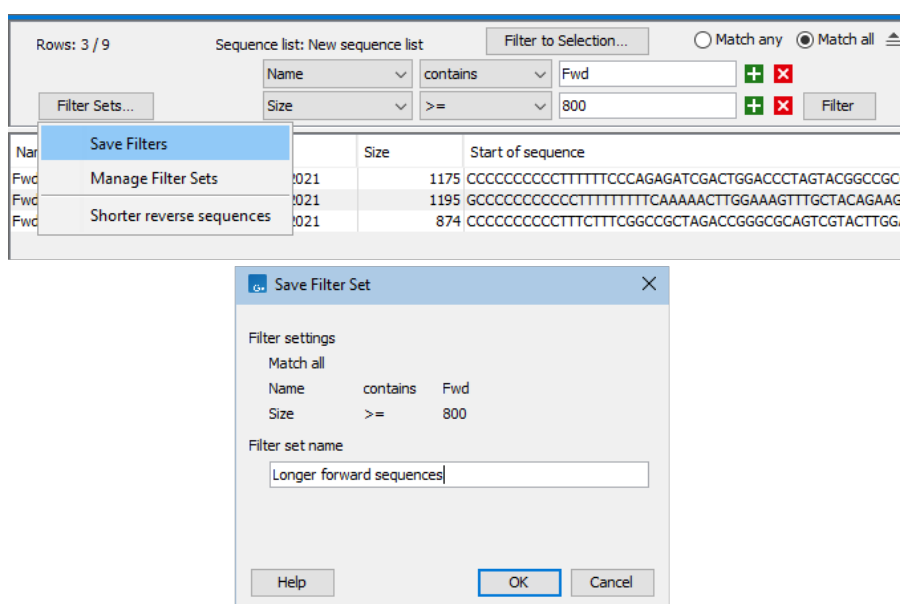 Rows: 3 / 9 Sequence list: New sequence list Filter to Selection... Match any Match all
Name contains Fwd
Filter Sets... Size >= 800 Filter
Save Filters
Manage Filter Sets
Shorter reverse sequences
Size Start of sequence
2021 1175 CCCCCCCCCCTTTTTTCCCAGAGATCGACTGGACCCTAGTACGGCCGC
2021 1195 GCCCCCCCCCCCTTTTTTTTTCAAAAACTTGGAAAGTTTGCTACAGAAG
2021 874 CCCCCCCCCCTTTCTTTCGGCCGCTAGACCGGGCGCAGTCGTACTTGG
G.
Save Filter Set
Filter settings
Match all
Name contains Fwd
Size >= 800
Filter set name
Longer forward sequences
Help OK Cancel